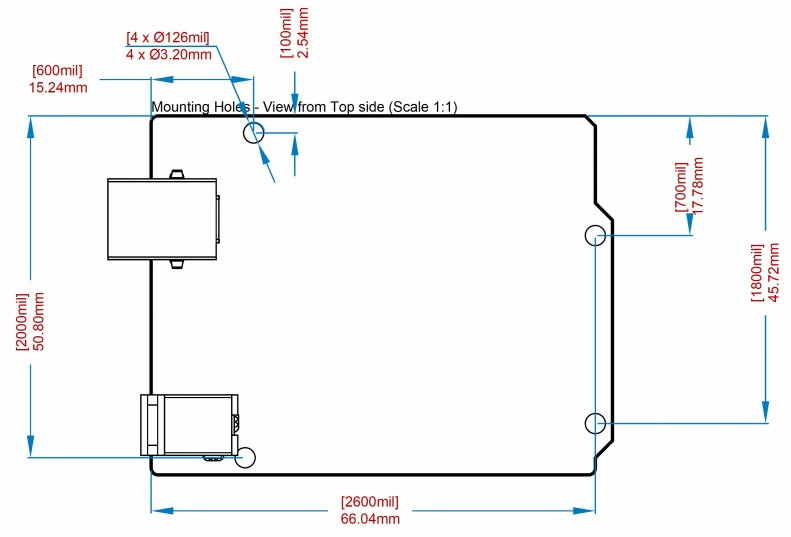 [4 x Ø126mil]
4 x Ø3.20mm
[100mil]
2.54mm
[600mil]
15.24mm
Mounting Holes - View from Top side (Scale 1:1)
[700mil]
17.78mm
[1800mil]
45.72mm
[2000mil]
50.80mm
[2600mil]
66.04mm